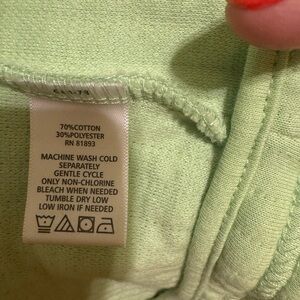 70%COTTON
30%POLYESTER
RN 81893
MACHINE WASH COLD
SEPARATELY
GENTLE CYCLE
ONLY NON-CHLORINE
BLEACH WHEN NEEDED
TUMBLE DRY LOW
LOW IRON IF NEEDED